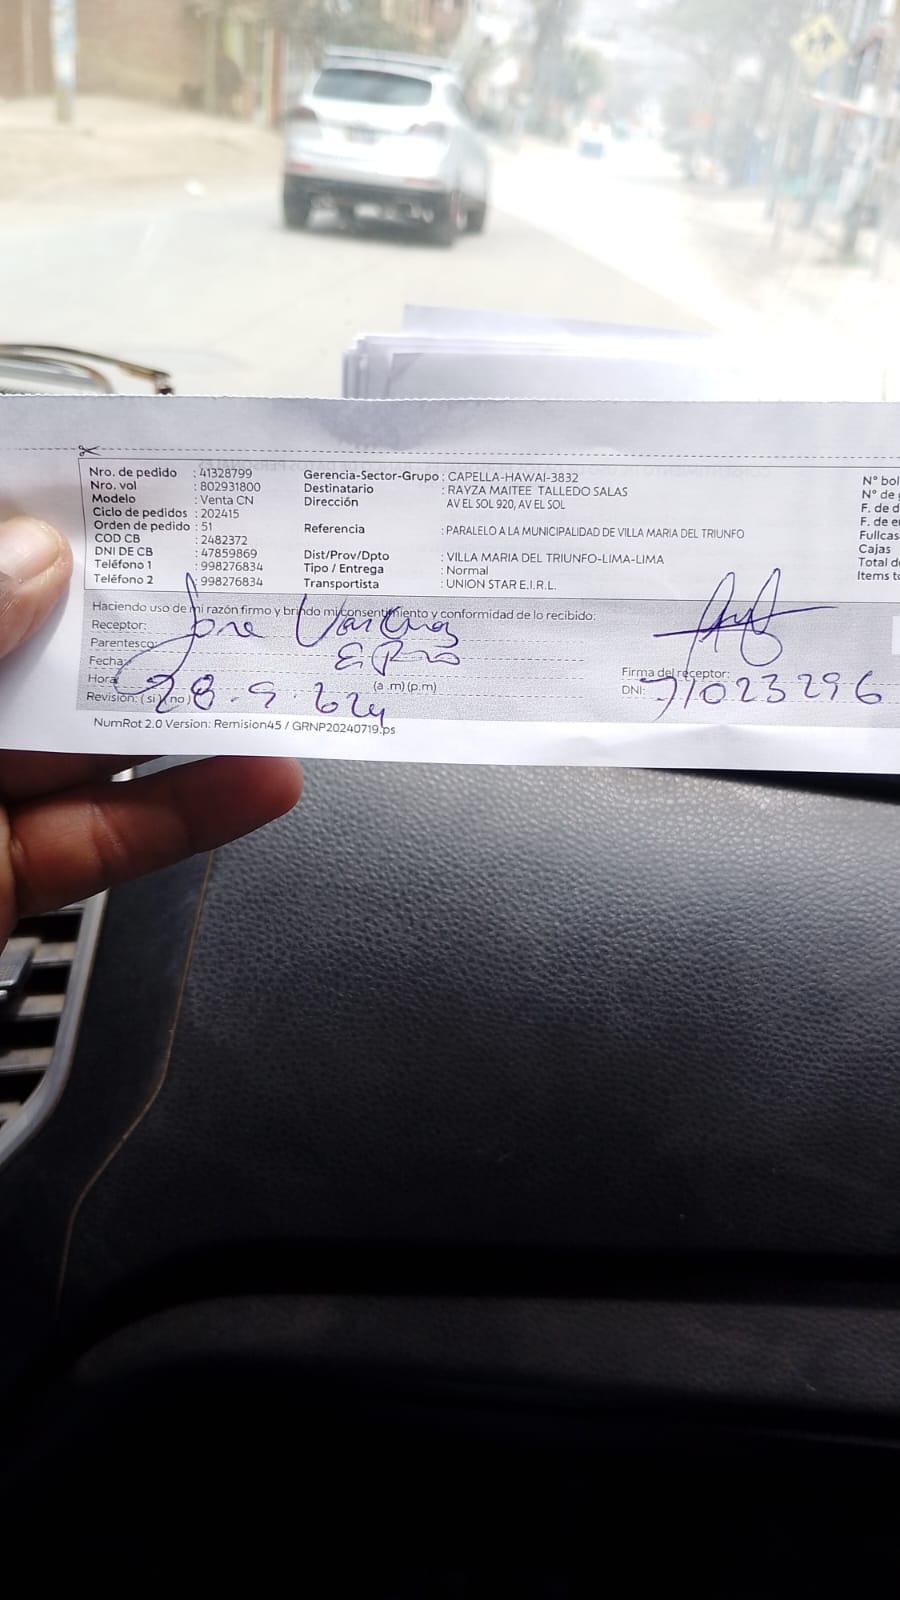 Nro. de pedido : 41328799
Nro. vol : 802931800
Modelo : Venta CN
Ciclo de pedidos : 202415
Orden de pedido : 51
COD CB : 2482372
DNI DE CB : 47859869
Teléfono 1 : 998276834
Teléfono 2 : 998276834
Gerencia-Sector-Grupo : CAPELLA-HAWAI-3832
Destinatario : RAYZA MAITEE TALLEDO SALAS
Dirección AV EL SOL 920, AV EL SOL
Referencia : PARALELO A LA MUNICIPALIDAD DE VILLA MARIA DEL TRIUNFO
Dist/Prov/Dpto : VILLA MARIA DEL TRIUNFO-LIMA-LIMA
Tipo / Entrega : Normal
Transportista : UNION STAR E.I.R.L.
N° bol
N° de
F. de d
F. de e
Fullcas
Cajas
Total de
Items to
Haciendo uso de mi razón firmo y brindo mi consentimiento y conformidad de lo recibido:
Receptor: Jose
Parentesco:
Fecha:
Hora: (a .m) (p.m)
Revisión: ( si ) ( no )
Firma del receptor:
DNI: 71023296
NumRot 2.0 Version: Remision45 / GRNP20240719.ps